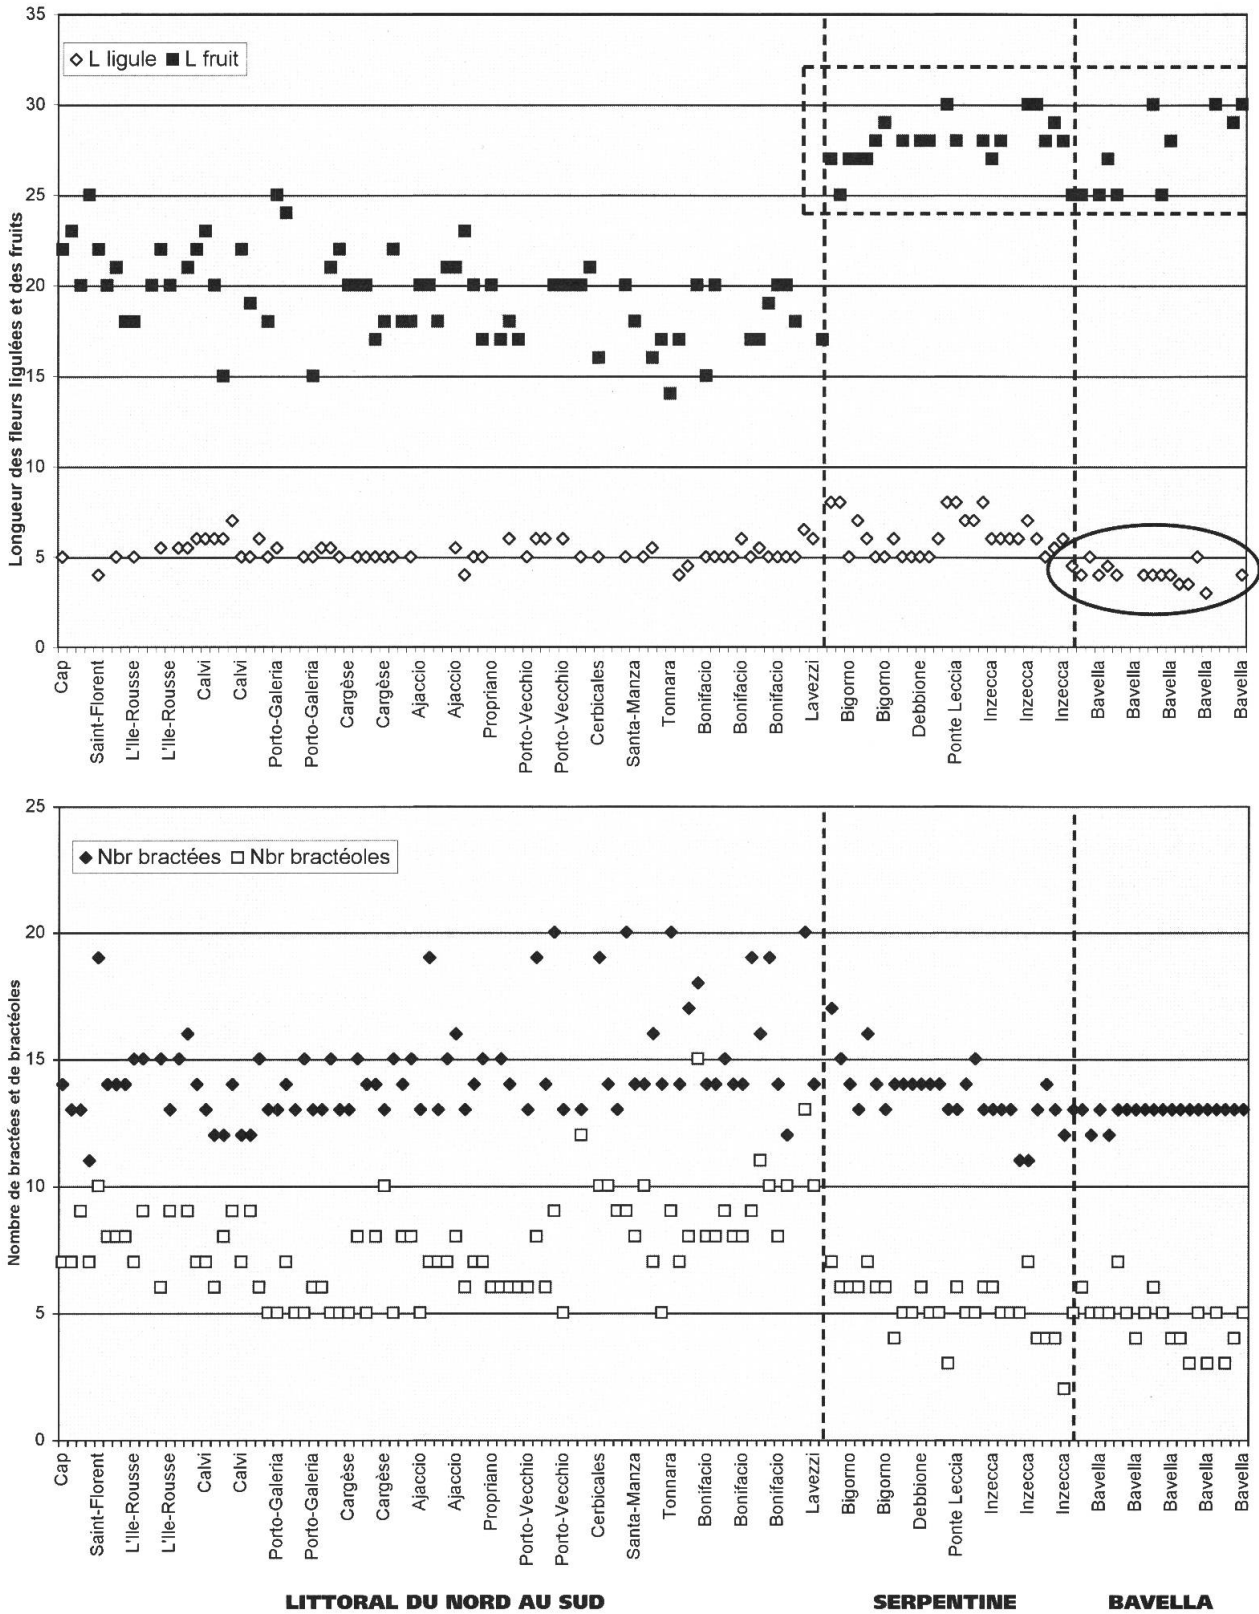 35
30
25
20
15
10
5
0
Longueur des fleurs ligulées et des fruits
L ligule L fruit
Cap
Saint-Florent
L'Ile-Rousse
L'Ile-Rousse
Calvi
Calvi
Porto-Galeria
Porto-Galeria
Cargèse
Cargèse
Ajaccio
Ajaccio
Propriano
Porto-Vecchio
Porto-Vecchio
Cerbicales
Santa-Manza
Tonnara
Bonifacio
Bonifacio
Bonifacio
Lavezzi
Bigorno
Bigorno
Debbione
Ponte Leccia
Inzecca
Inzecca
Inzecca
Bavella
Bavella
Bavella
Bavella
Bavella
25
20
15
10
5
0
Nombre de bractées et de bractéoles
Nbr bractées Nbr bractéoles
Cap
Saint-Florent
L'Ile-Rousse
L'Ile-Rousse
Calvi
Calvi
Porto-Galeria
Porto-Galeria
Cargèse
Cargèse
Ajaccio
Ajaccio
Propriano
Porto-Vecchio
Porto-Vecchio
Cerbicales
Santa-Manza
Tonnara
Bonifacio
Bonifacio
Bonifacio
Lavezzi
Bigorno
Bigorno
Debbione
Ponte Leccia
Inzecca
Inzecca
Inzecca
Bavella
Bavella
Bavella
Bavella
Bavella
LITTORAL DU NORD AU SUD SERPENTINE BAVELLA